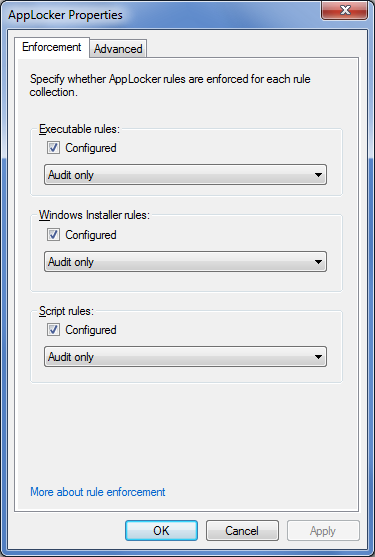 AppLocker Properties
Enforcement
Advanced
Specify whether AppLocker rules are enforced for each rule
collection.
Executable rules:
Configured
Audit only
Windows Installer rules:
Configured
Audit only
Script rules:
Configured
Audit only
More about rule enforcement
OK
Cancel
Apply